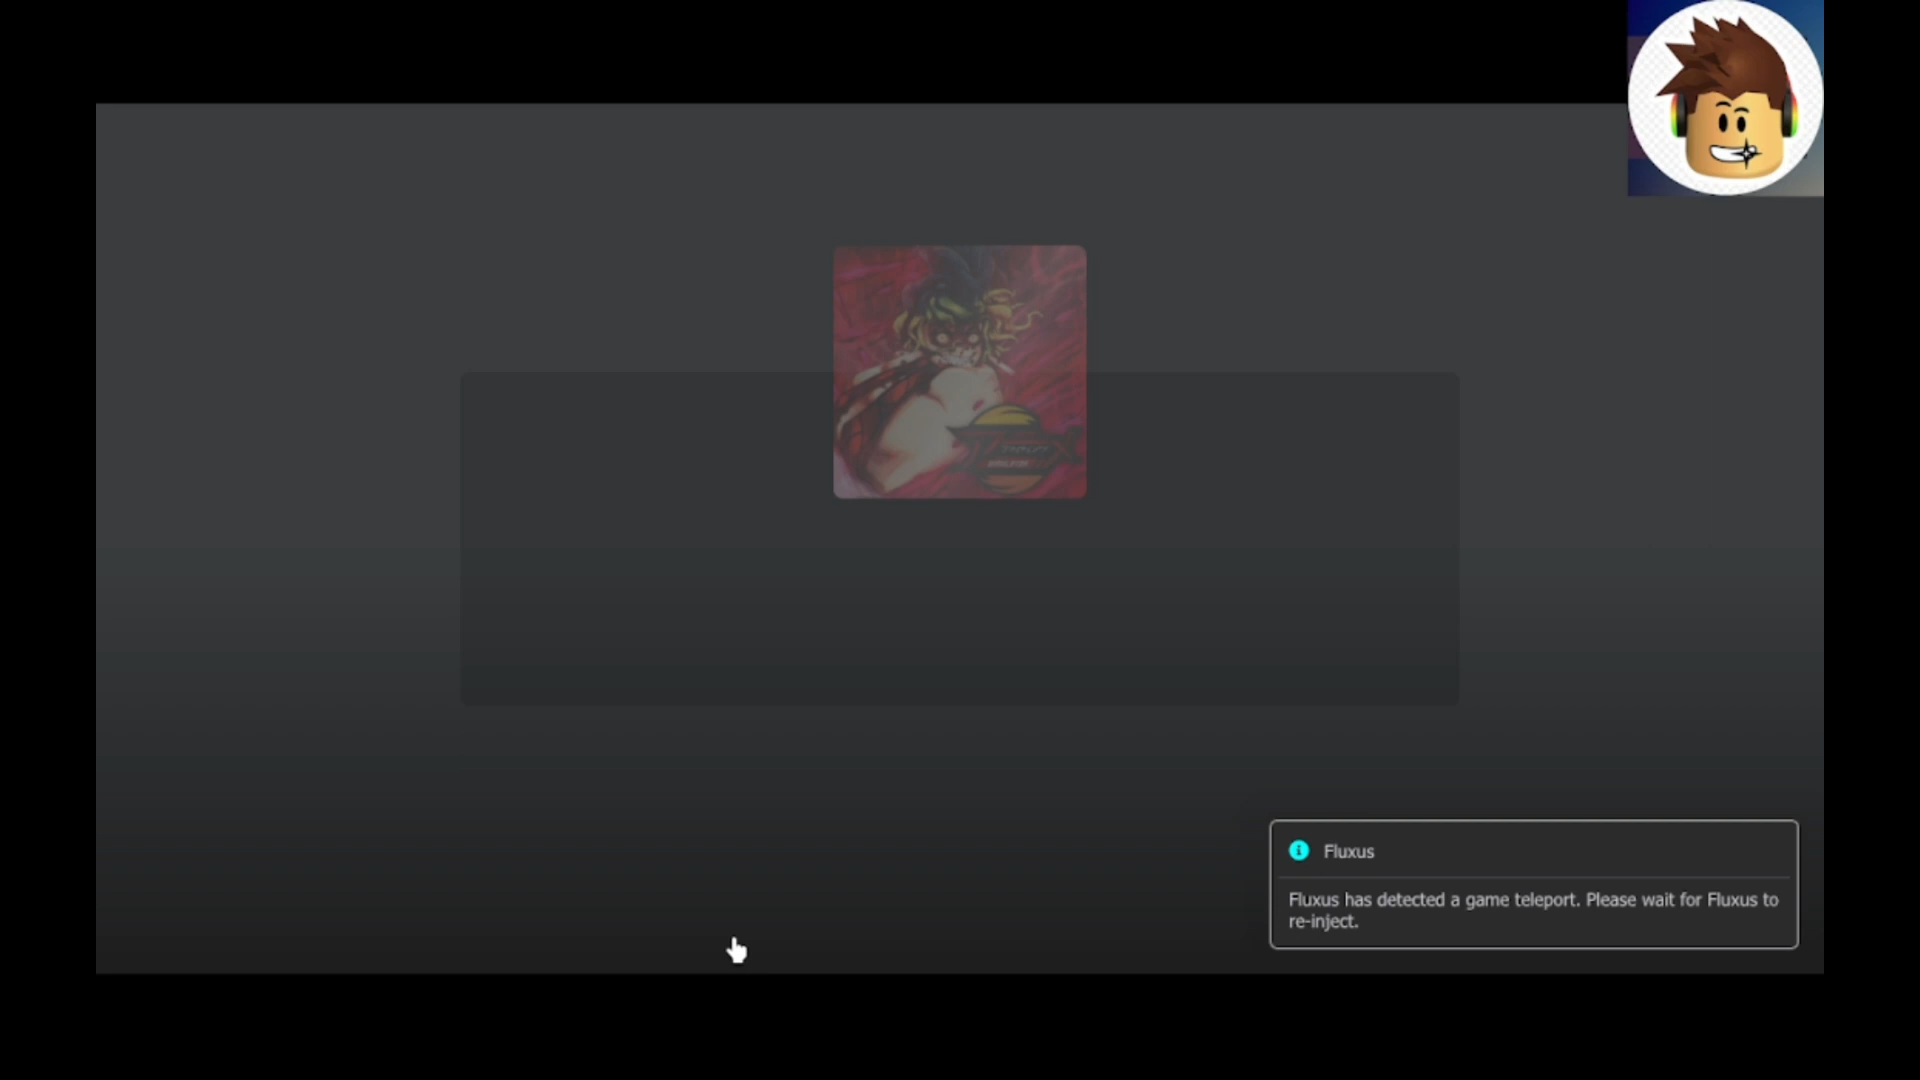 Fluxus
Fluxus has detected a game teleport. Please wait for Fluxus to
re-inject.